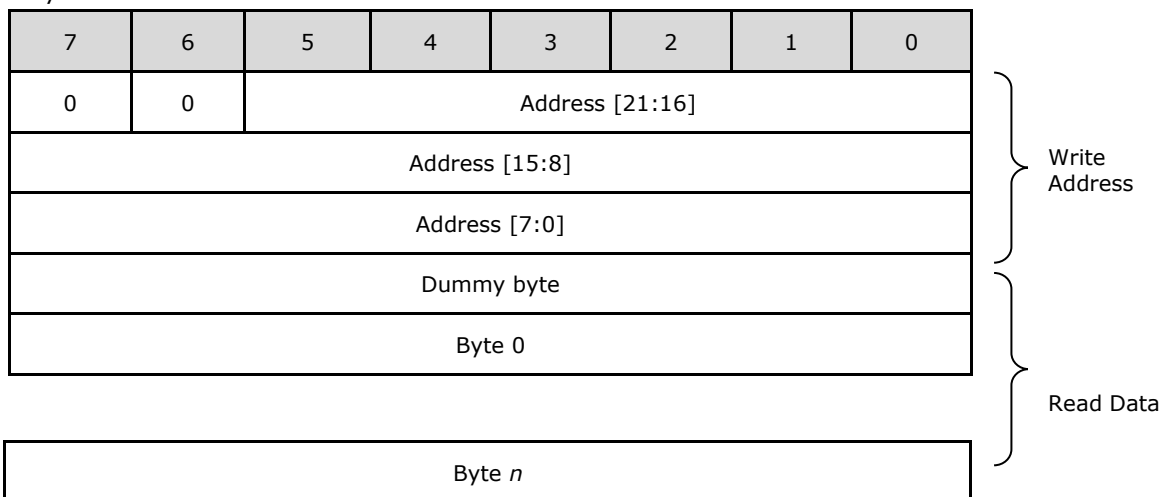 7 6 5 4 3 2 1 0
0 0 Address [21:16]
Address [15:8]
Write
Address
Address [7:0]
Dummy byte
Byte 0
Read Data
Byte n